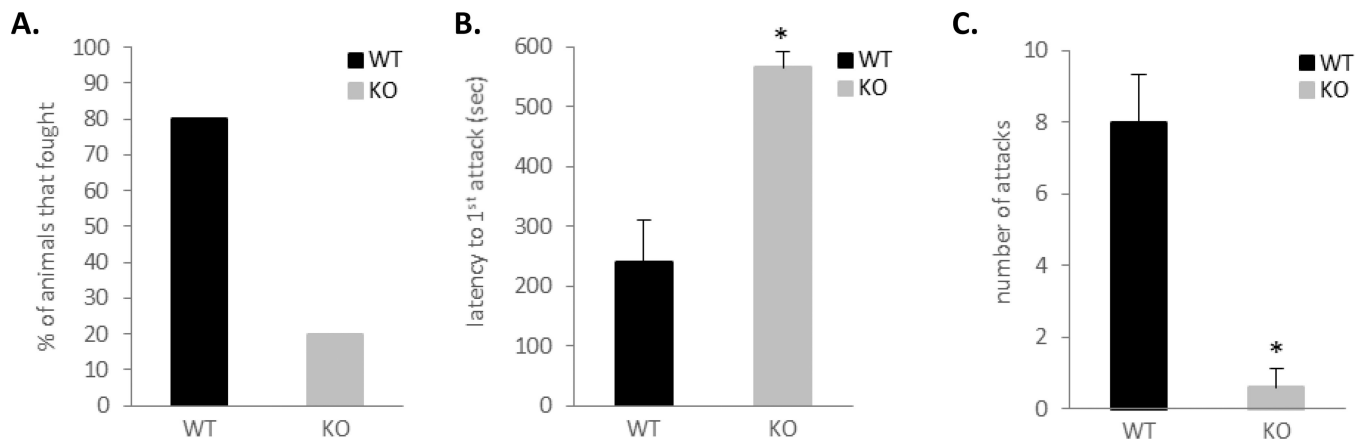 A.
% of animals that fought
100
90
80
70
60
50
40
30
20
10
0
WT
KO
WT
KO
B.
latency to 1st attack (sec)
600
500
400
300
200
100
0
*
WT
KO
WT
KO
C.
number of attacks
10
8
6
4
2
0
*
WT
KO
WT
KO